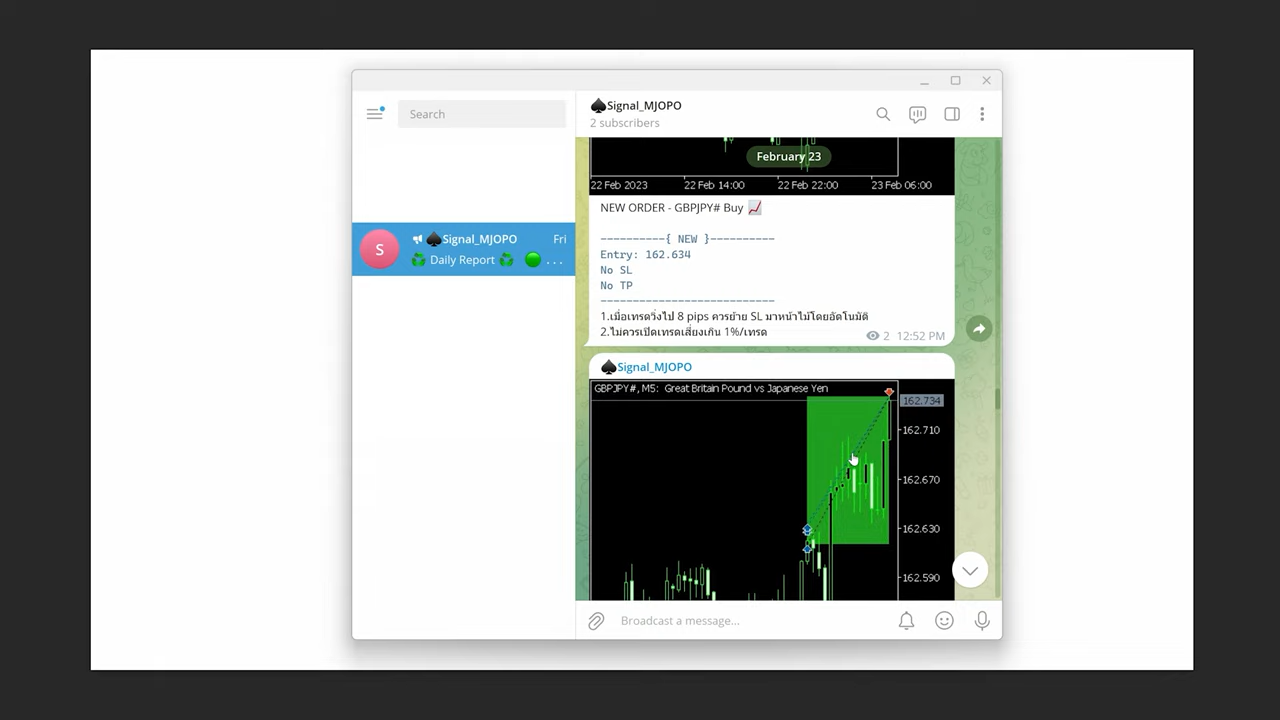 Search
♠Signal_MJOPO
2 subscribers
February 23
22 Feb 2023 22 Feb 14:00 22 Feb 22:00 23 Feb 06:00
NEW ORDER - GBPJPY# Buy 📈
----------{ NEW }----------
Entry: 162.634
No SL
No TP
---------------------------
1.เมื่อเทรดวิ่งไป 8 pips ควรย้าย SL มาหน้าไม้โดยอัตโนมัติ
2.ไม่ควรเปิดเทรดเสี่ยงเกิน 1%/เทรด
2 12:52 PM
S
♠Signal_MJOPO Fri
♻ Daily Report ♻ 🟢 ...
♠Signal_MJOPO
GBPJPY#, M5: Great Britain Pound vs Japanese Yen
162.734
162.710
162.670
162.630
162.590
Broadcast a message...